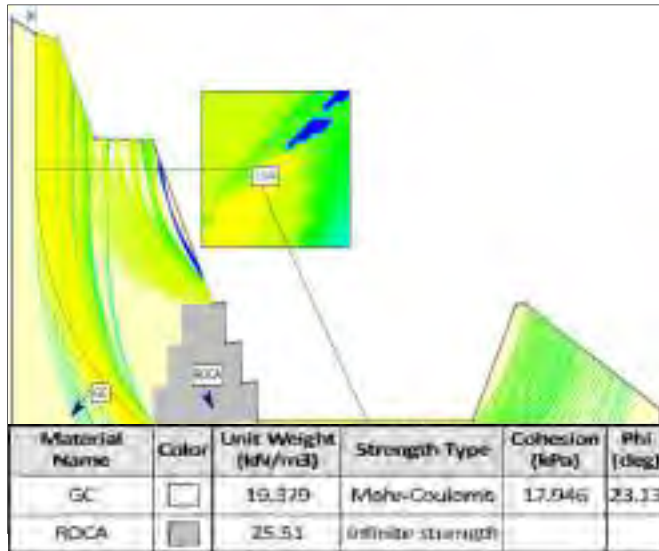 GC
ROCA
Material Name Color Unit Weight (kN/m3) Strength Type Cohesion (kPa) Phi (deg)
GC 19.379 Mohr-Coulomb 17.946 23.13
ROCA 25.51 Infinite strength